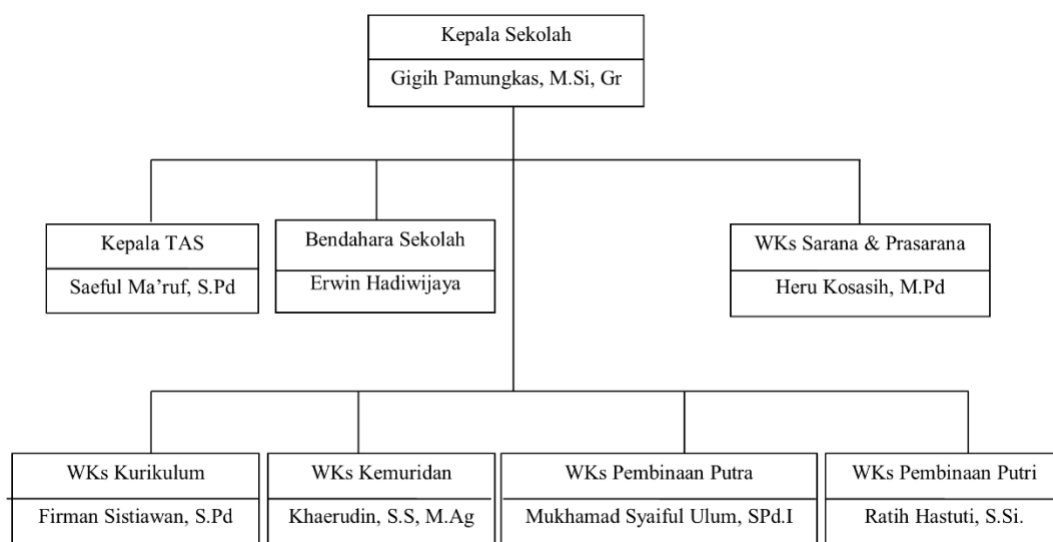 Kepala Sekolah
Gigih Pamungkas, M.Si, Gr
Kepala TAS
Saeful Ma’ruf, S.Pd
Bendahara Sekolah
Erwin Hadiwijaya
WKs Sarana & Prasarana
Heru Kosasih, M.Pd
WKs Kurikulum
Firman Sistiawan, S.Pd
WKs Kemuridan
Khaerudin, S.S, M.Ag
WKs Pembinaan Putra
Mukhamad Syaiful Ulum, SPd.I
WKs Pembinaan Putri
Ratih Hastuti, S.Si.